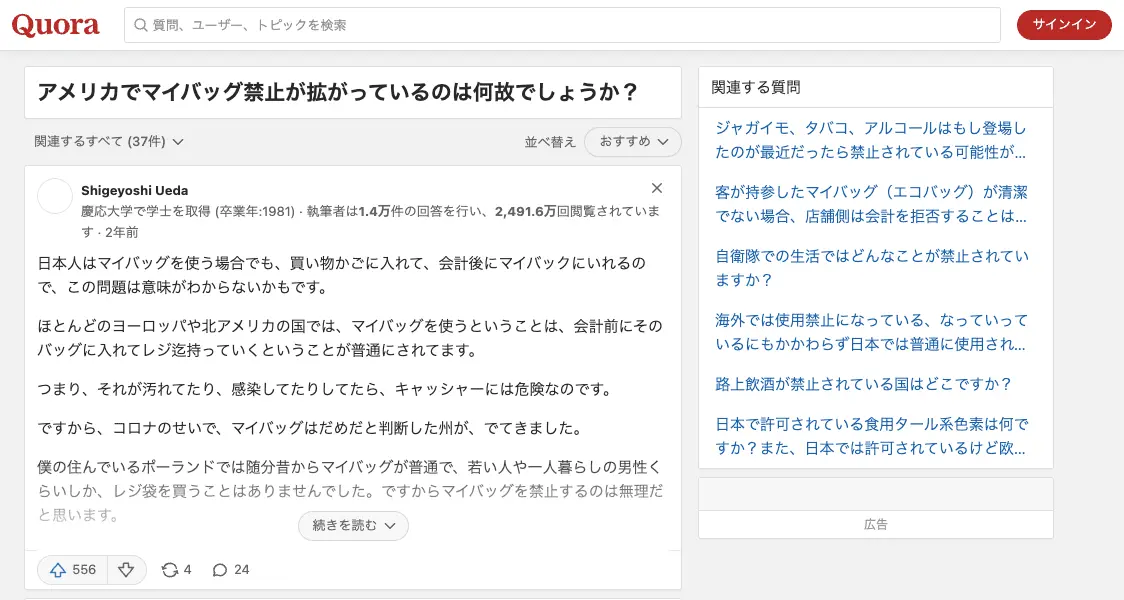 Quora
質問、ユーザー、トピックを検索
サインイン
アメリカでマイバッグ禁止が拡がっているのは何故でしょうか？
関連するすべて (37件)
並べ替え
おすすめ
Shigeyoshi Ueda
慶応大学で学士を取得 (卒業年:1981) · 執筆者は1.4万件の回答を行い、2,491.6万回閲覧されていま
す · 2年前
日本人はマイバッグを使う場合でも、買い物かごに入れて、会計後にマイバックにいれるの
で、この問題は意味がわからないかもです。
ほとんどのヨーロッパや北アメリカの国では、マイバッグを使うということは、会計前にその
バッグに入れてレジ迄持っていくということが普通にされてます。
つまり、それが汚れてたり、感染してたりしてたら、キャッシャーには危険なのです。
ですから、コロナのせいで、マイバッグはだめだと判断した州が、でてきました。
僕の住んでいるポーランドでは随分昔からマイバッグが普通で、若い人や一人暮らしの男性く
らいしか、レジ袋を買うことはありませんでした。ですからマイバッグを禁止するのは無理だ
と思います。
続きを読む
556
4
24
関連する質問
ジャガイモ、タバコ、アルコールはもし登場し
たのが最近だったら禁止されている可能性が...
客が持参したマイバッグ（エコバッグ）が清潔
でない場合、店舗側は会計を拒否することは...
自衛隊での生活ではどんなことが禁止されてい
ますか？
海外では使用禁止になっている、なっていって
いるにもかかわらず日本では普通に使用され...
路上飲酒が禁止されている国はどこですか？
日本で許可されている食用タール系色素は何で
すか？また、日本では許可されているけど欧...
広告